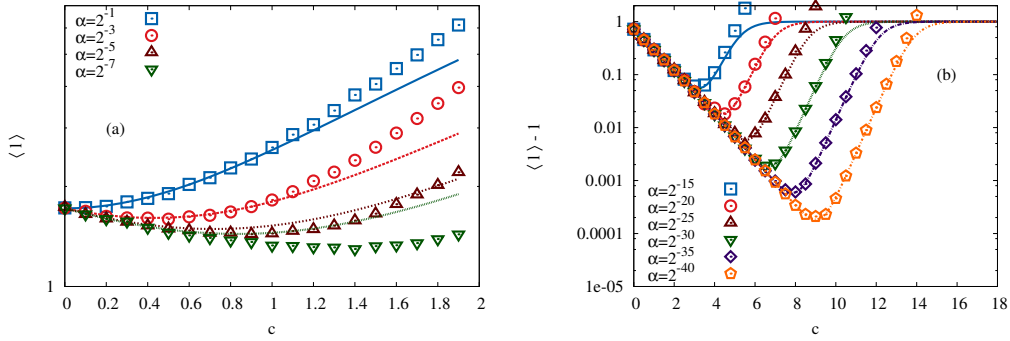 α=2⁻¹
α=2⁻³
α=2⁻⁵
α=2⁻⁷
(a)
⟨1⟩
1
0 0.2 0.4 0.6 0.8 1 1.2 1.4 1.6 1.8 2
c
1
0.1
0.01
0.001
0.0001
1e-05
⟨1⟩ - 1
(b)
α=2⁻¹⁵
α=2⁻²⁰
α=2⁻²⁵
α=2⁻³⁰
α=2⁻³⁵
α=2⁻⁴⁰
0 2 4 6 8 10 12 14 16 18
c